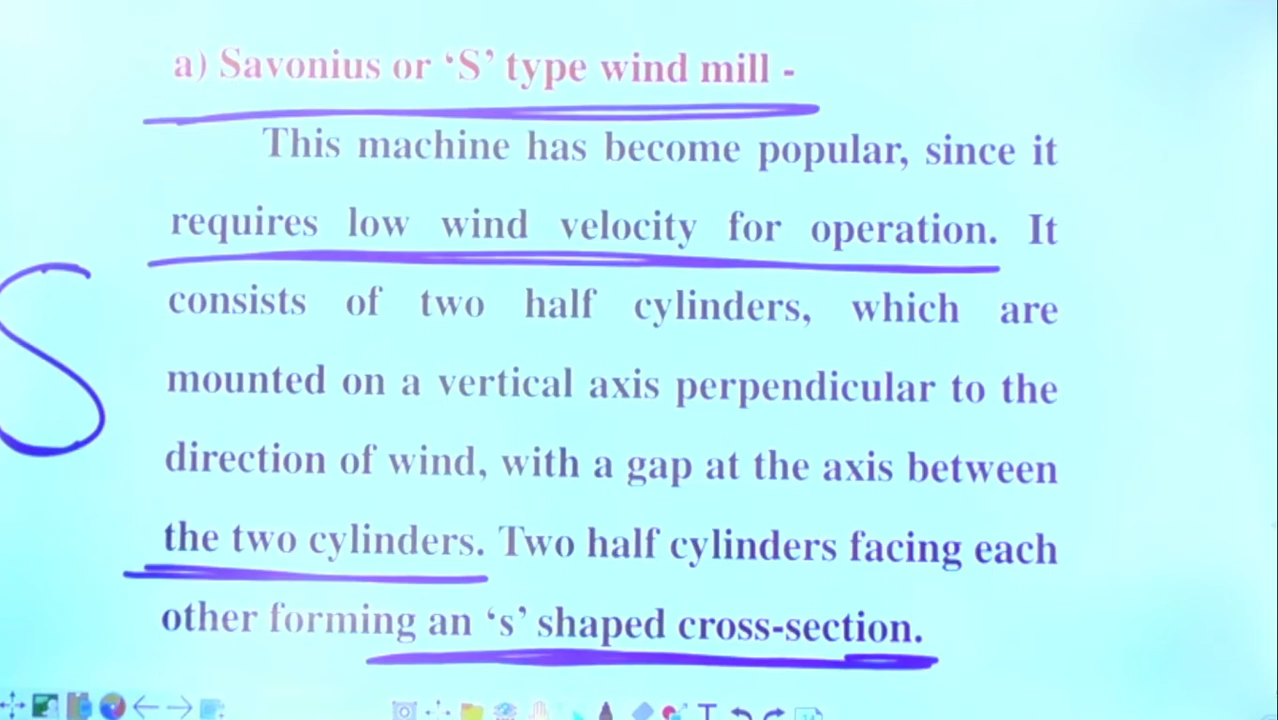 a) Savonius or ‘S’ type wind mill -
This machine has become popular, since it
requires low wind velocity for operation. It
consists of two half cylinders, which are
mounted on a vertical axis perpendicular to the
direction of wind, with a gap at the axis between
the two cylinders. Two half cylinders facing each
other forming an ‘s’ shaped cross-section.
S